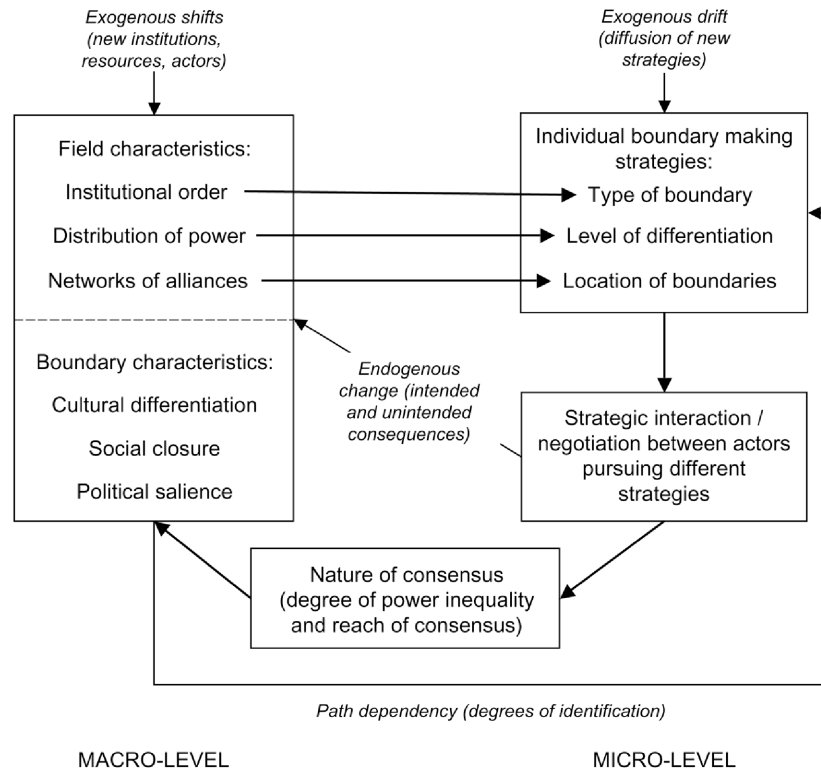 Exogenous shifts
(new institutions,
resources, actors)
Exogenous drift
(diffusion of new
strategies)
Field characteristics:
Institutional order
Distribution of power
Networks of alliances
Boundary characteristics:
Cultural differentiation
Social closure
Political salience
Individual boundary making
strategies:
Type of boundary
Level of differentiation
Location of boundaries
Endogenous
change (intended
and unintended
consequences)
Strategic interaction /
negotiation between actors
pursuing different
strategies
Nature of consensus
(degree of power inequality
and reach of consensus)
Path dependency (degrees of identification)
MACRO-LEVEL
MICRO-LEVEL